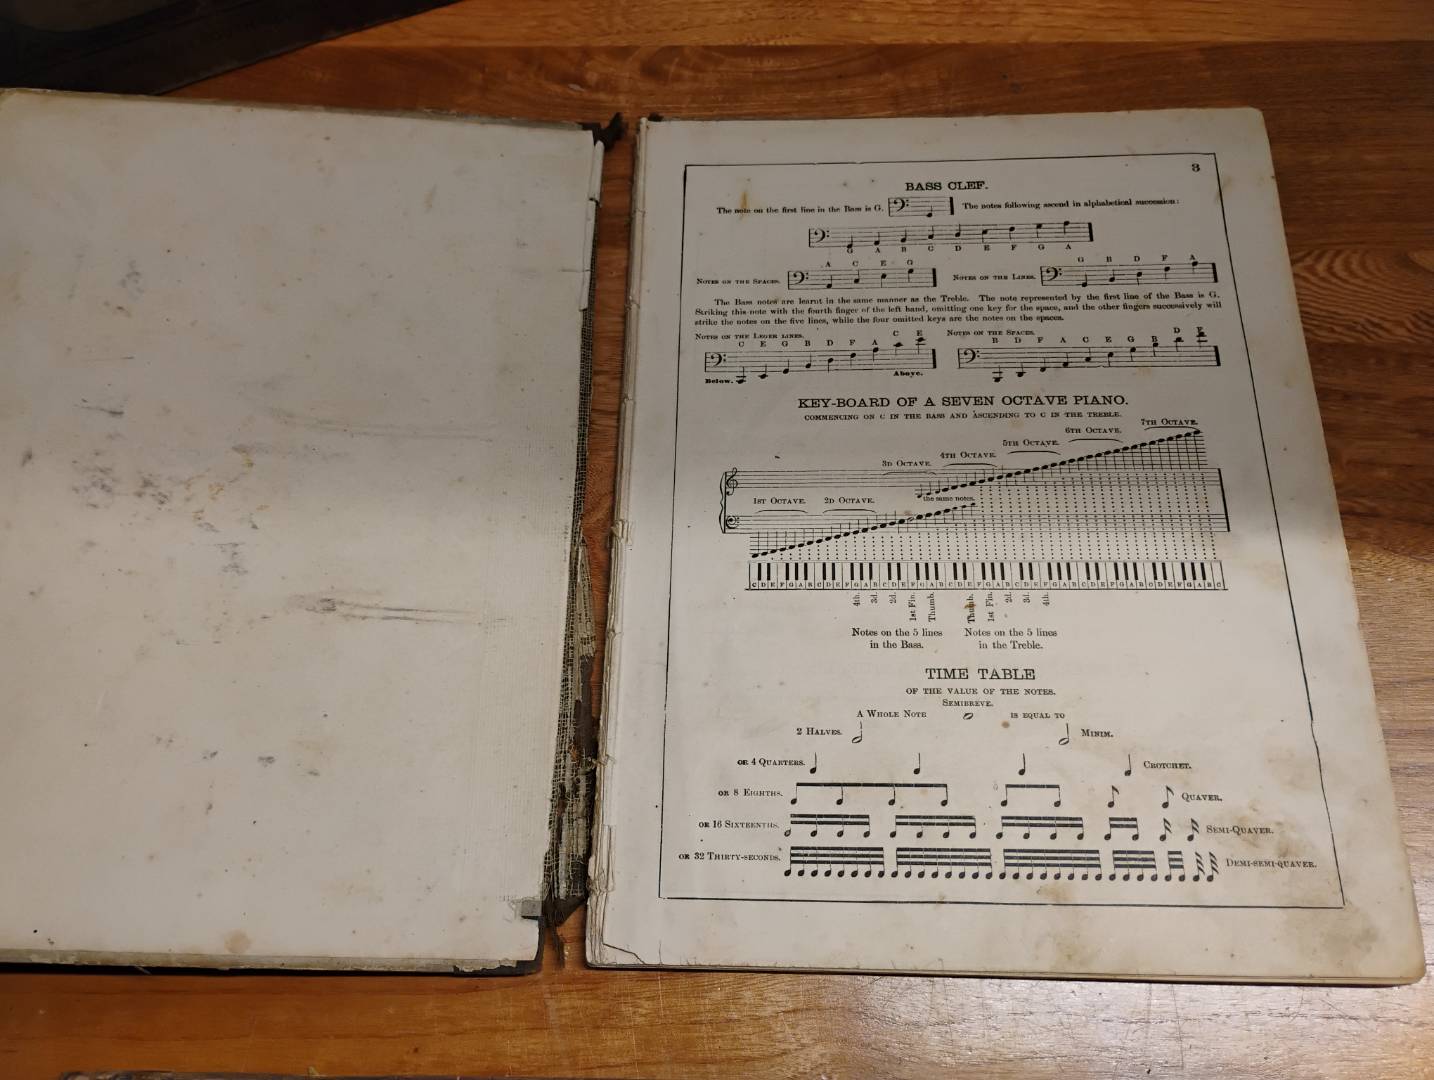 3
BASS CLEF.
The note on the first line in the Bass is G. The notes following ascend in alphabetical succession:
G A B C D E F G A
A C E G
G B D F A
NOTES ON THE SPACES. NOTES ON THE LINES.
The Bass notes are learnt in the same manner as the Treble. The note represented by the first line of the Bass is G.
Striking this note with the fourth finger of the left hand, omitting one key for the space, and the other fingers successively will
strike the notes on the five lines, while the four omitted keys are the notes on the spaces.
NOTES ON THE LEGER LINES. NOTES ON THE SPACES.
C E G B D F A C E
B D F A C E G B D F
Below. Above.
KEY-BOARD OF A SEVEN OCTAVE PIANO.
COMMENCING ON C IN THE BASS AND ASCENDING TO C IN THE TREBLE.
1ST OCTAVE. 2D OCTAVE. 3D OCTAVE. 4TH OCTAVE. 5TH OCTAVE. 6TH OCTAVE. 7TH OCTAVE.
the same notes.
C D E F G A B C D E F G A B C D E F G A B C D E F G A B C D E F G A B C D E F G A B C D E F G A B C
4th. 3d. 2d. 1st Fin. Thumb. Thumb. 1st Fin. 2d. 3d. 4th.
Notes on the 5 lines
in the Bass.
Notes on the 5 lines
in the Treble.
TIME TABLE
OF THE VALUE OF THE NOTES.
SEMIBREVE.
A WHOLE NOTE IS EQUAL TO
2 HALVES. MINIM.
OR 4 QUARTERS. CROTCHET.
OR 8 EIGHTHS. QUAVER.
OR 16 SIXTEENTHS. SEMI-QUAVER.
OR 32 THIRTY-SECONDS. DEMI-SEMI-QUAVER.